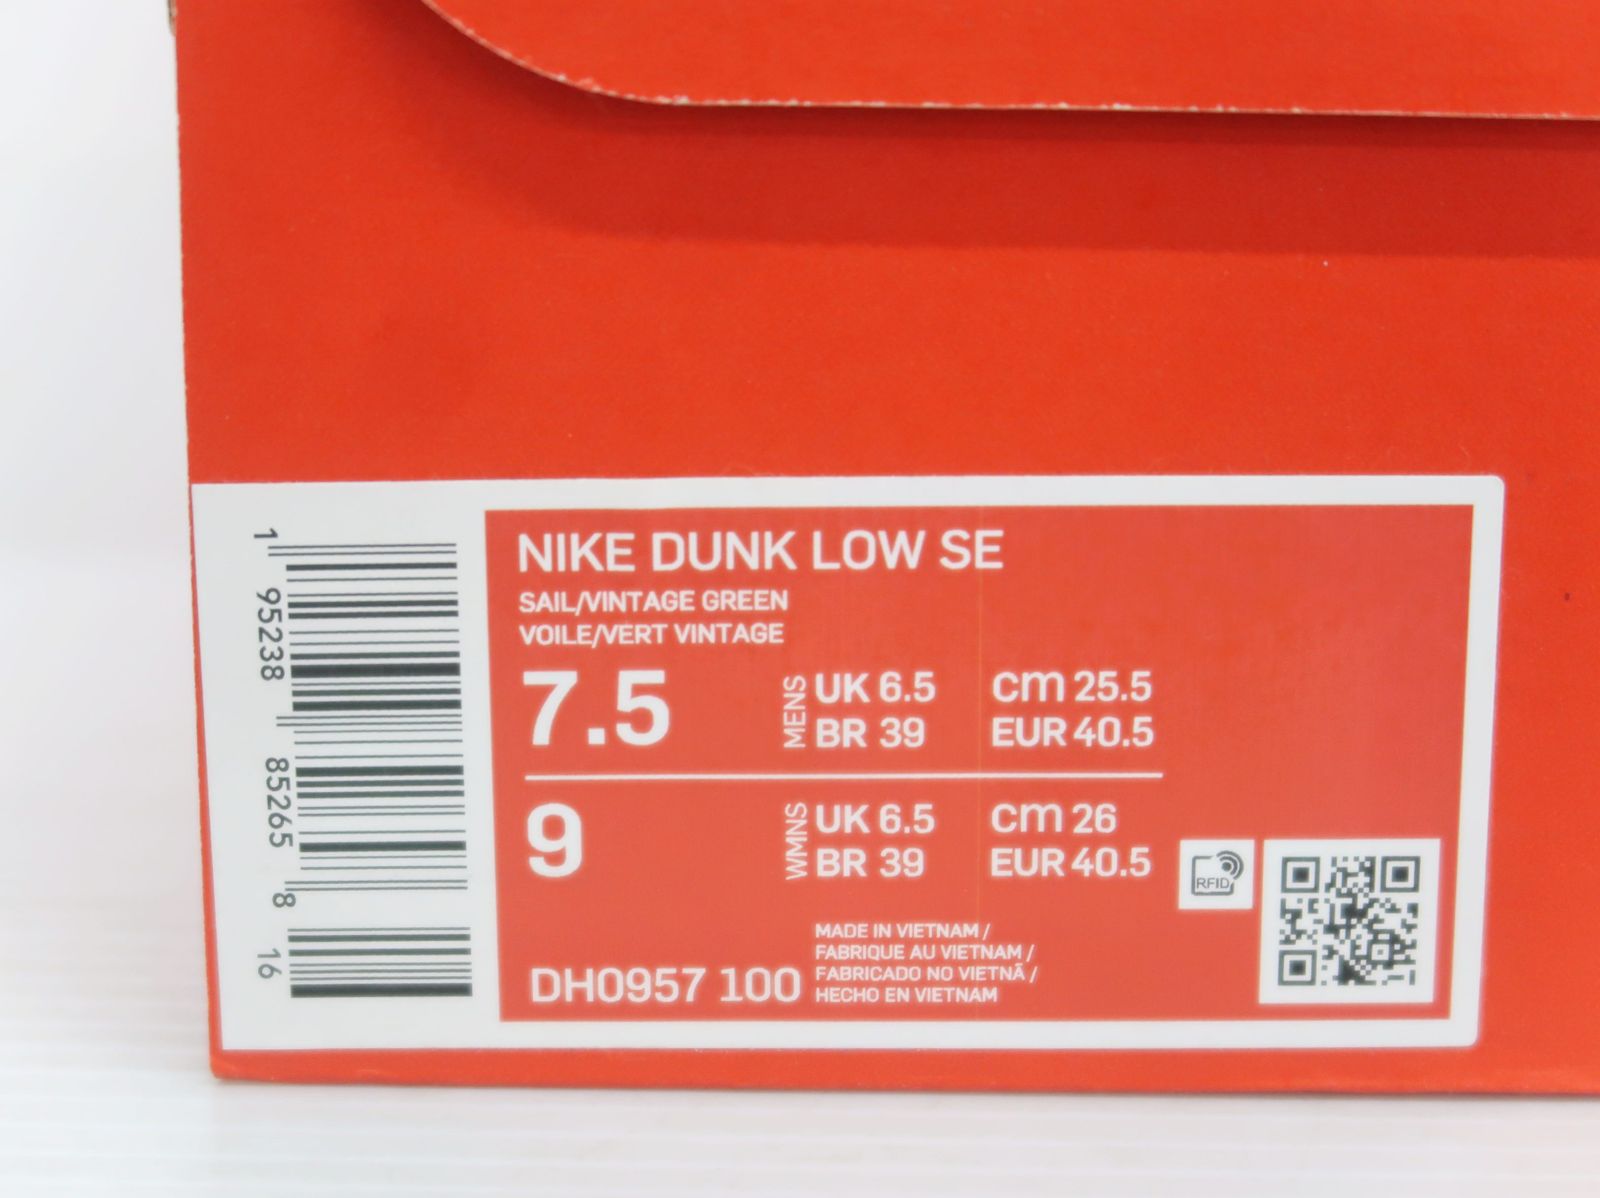 NIKE DUNK LOW SE
SAIL/VINTAGE GREEN
VOILE/VERT VINTAGE
7.5 MENS UK 6.5 cm 25.5
BR 39 EUR 40.5
9 WMNS UK 6.5 cm 26
BR 39 EUR 40.5
RFID
MADE IN VIETNAM /
FABRIQUE AU VIETNAM /
FABRICADO NO VIETNÃ /
HECHO EN VIETNAM
DH0957 100
1 95238 85265 8 16